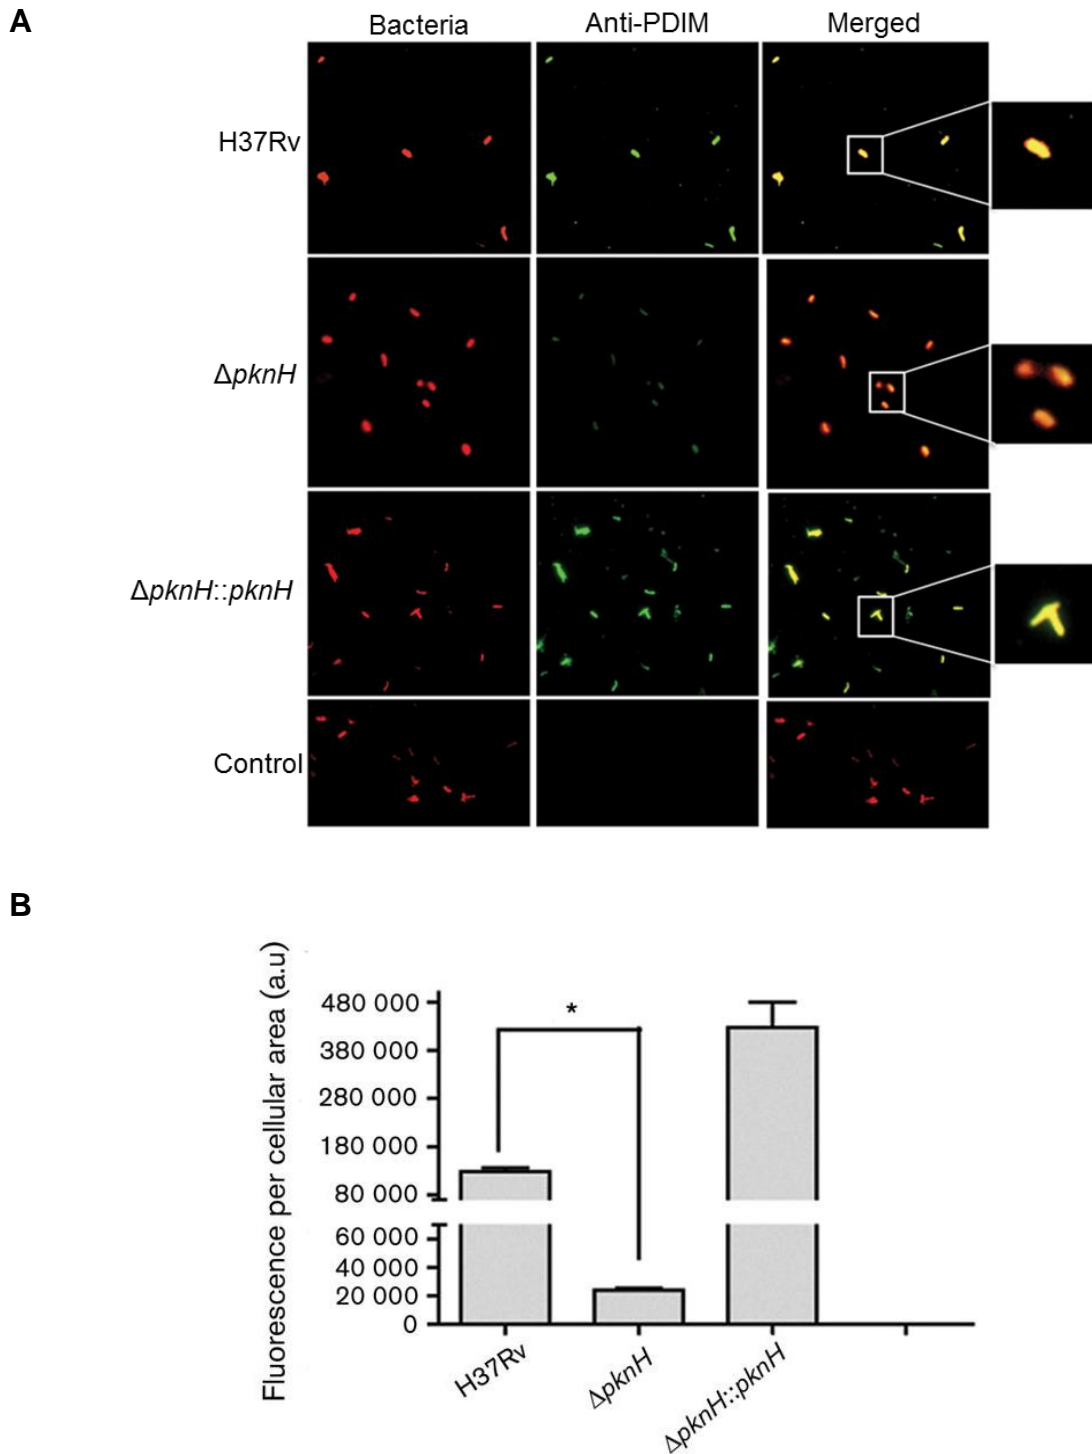 A
Bacteria Anti-PDIM Merged
H37Rv
ΔpknH
ΔpknH::pknH
Control
B
Fluorescence per cellular area (a.u)
480 000
380 000
280 000
180 000
80 000
60 000
40 000
20 000
0
*
H37Rv
ΔpknH
ΔpknH::pknH